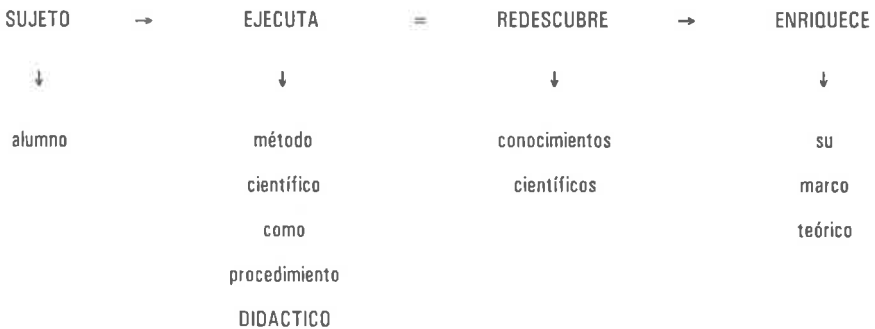 SUJETO → EJECUTA = REDESCUBRE → ENRIQUECE
↓ ↓ ↓ ↓
alumno método conocimientos su
científico científicos marco
como teórico
procedimiento
DIDACTICO